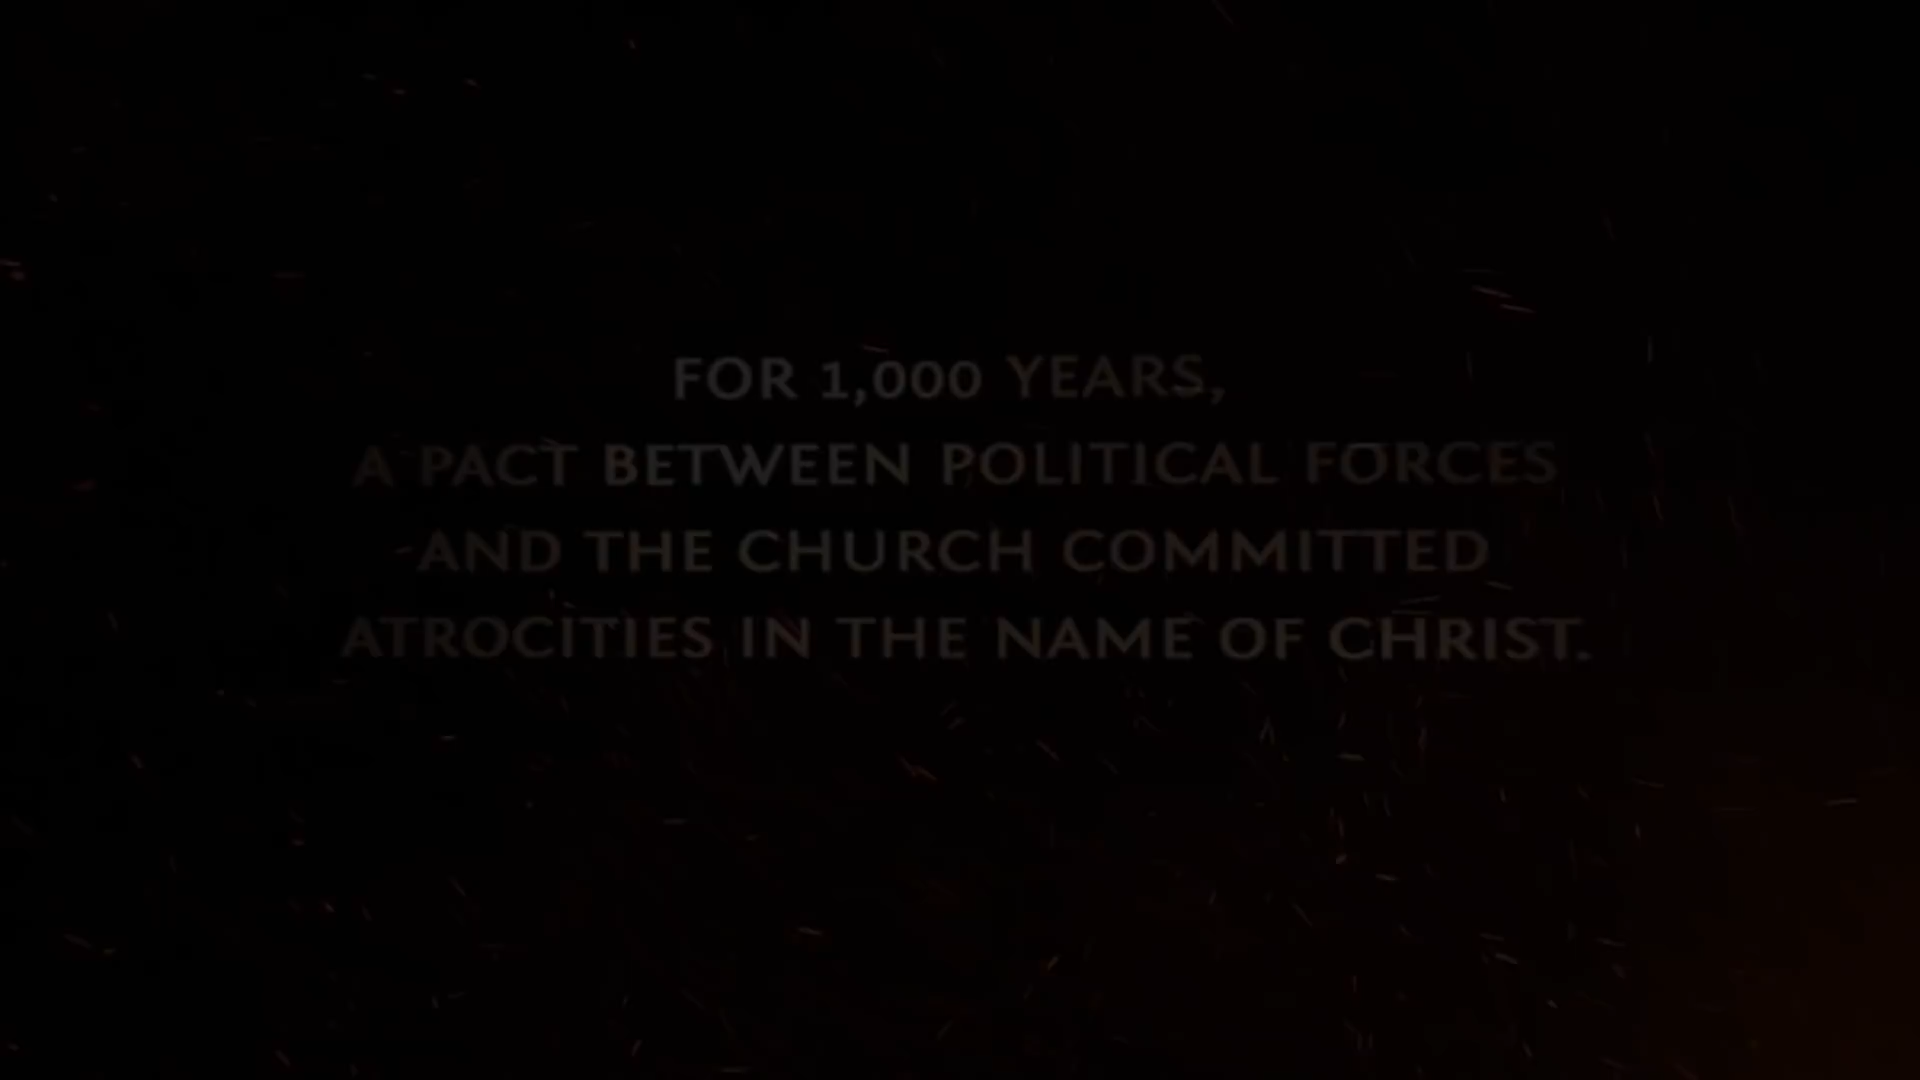 FOR 1,000 YEARS,
A PACT BETWEEN POLITICAL FORCES
AND THE CHURCH COMMITTED
ATROCITIES IN THE NAME OF CHRIST.